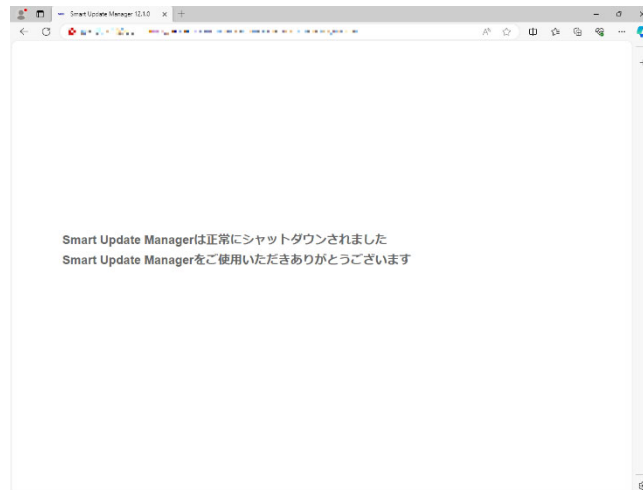 Smart Update Manager 12.1.0
Smart Update Managerは正常にシャットダウンされました
Smart Update Managerをご使用いただきありがとうございます